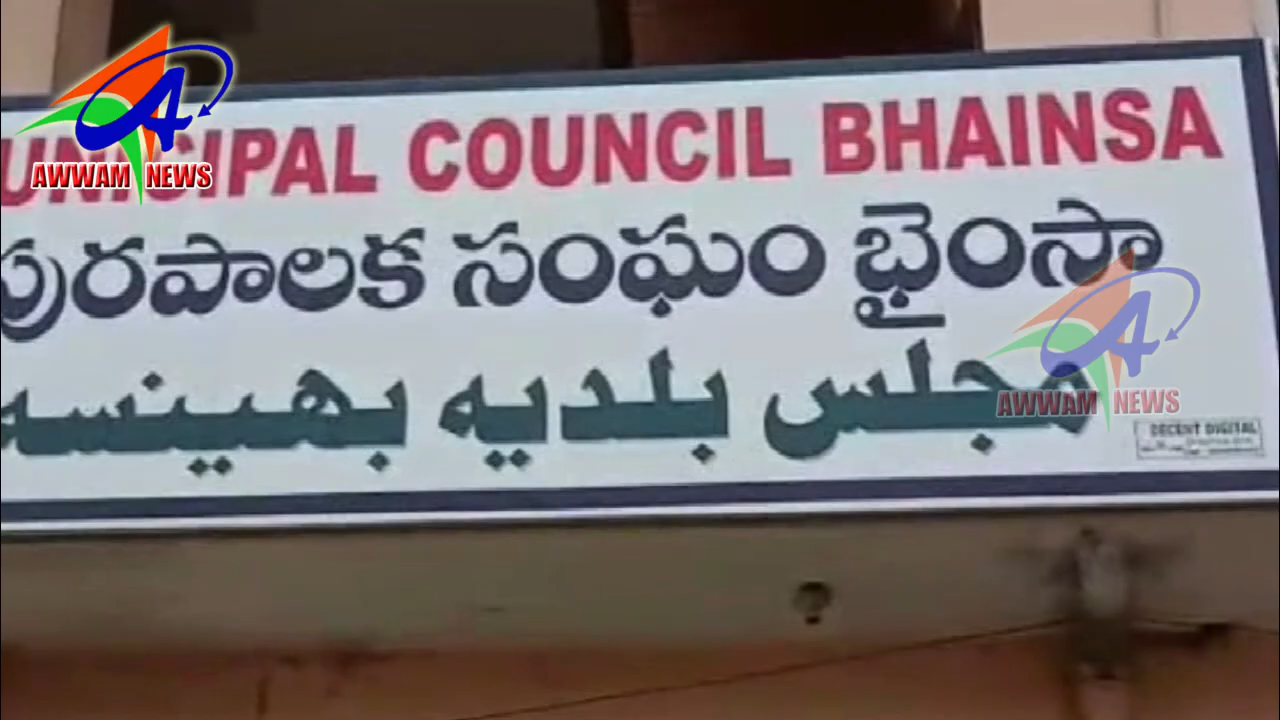 AWWAM NEWS
UNICIPAL COUNCIL BHAINSA
పురపాలక సంఘం భైంసా
مجلس بلدیہ بھینسہ
AWWAM NEWS
DECENT DIGITAL